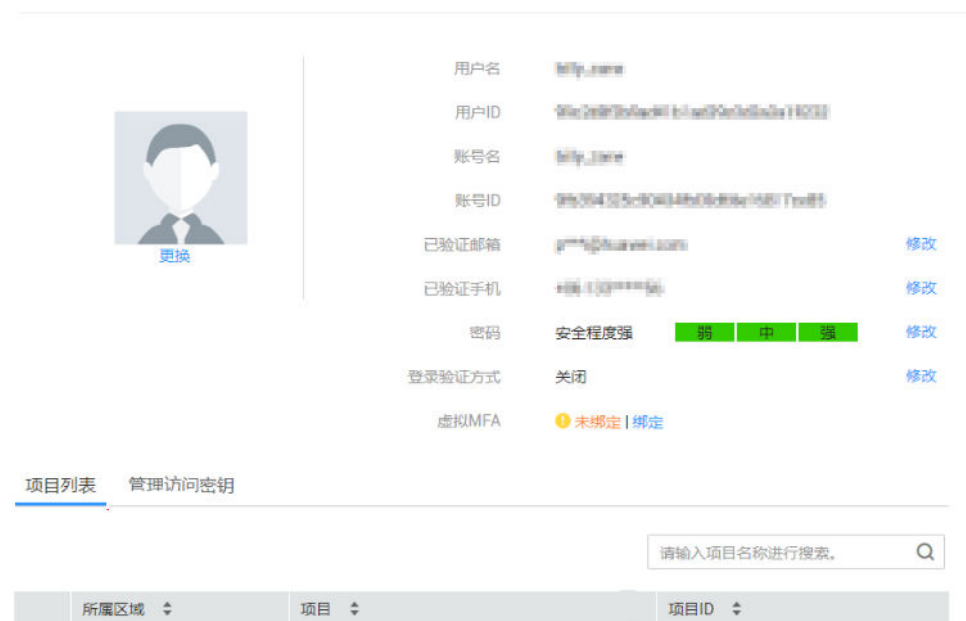 用户名
用户ID
账号名
账号ID
更换
已验证邮箱 修改
已验证手机 修改
密码 安全程度强 弱 中 强 修改
登录验证方式 关闭 修改
虚拟MFA ! 未绑定 | 绑定
项目列表 管理访问密钥
请输入项目名称进行搜索。
所属区域 项目 项目ID